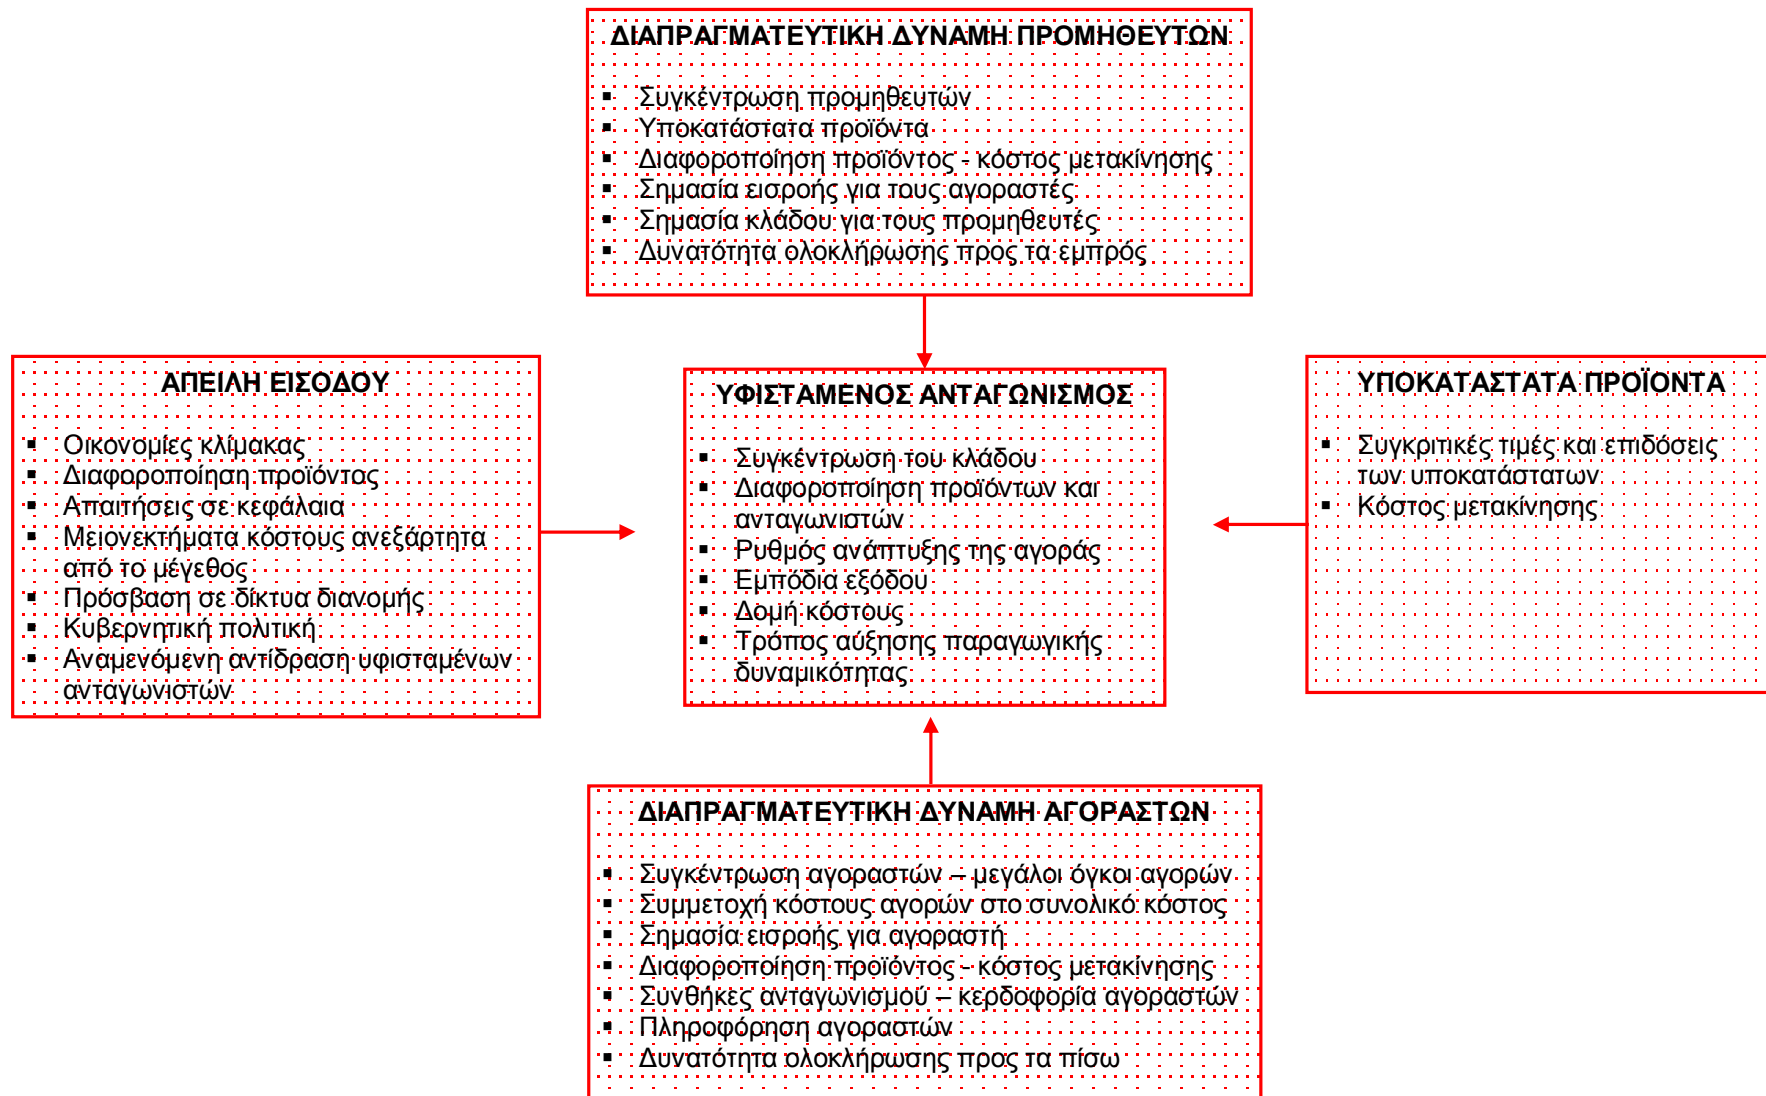 ΔΙΑΠΡΑΓΜΑΤΕΥΤΙΚΗ ΔΥΝΑΜΗ ΠΡΟΜΗΘΕΥΤΩΝ
▪ Συγκέντρωση προμηθευτών
▪ Υποκατάστατα προϊόντα
▪ Διαφοροποίηση προϊόντος - κόστος μετακίνησης
▪ Σημασία εισροής για τους αγοραστές
▪ Σημασία κλάδου για τους προμηθευτές
▪ Δυνατότητα ολοκλήρωσης προς τα εμπρός
ΑΠΕΙΛΗ ΕΙΣΟΔΟΥ
▪ Οικονομίες κλίμακας
▪ Διαφοροποίηση προϊόντας
▪ Απαιτήσεις σε κεφάλαια
▪ Μειονεκτήματα κόστους ανεξάρτητα
από το μέγεθος
▪ Πρόσβαση σε δίκτυα διανομής
▪ Κυβερνητική πολιτική
▪ Αναμενόμενη αντίδραση υφισταμένων
ανταγωνιστών
ΥΦΙΣΤΑΜΕΝΟΣ ΑΝΤΑΓΩΝΙΣΜΟΣ
▪ Συγκέντρωση του κλάδου
▪ Διαφοροποίηση προϊόντων και
ανταγωνιστών
▪ Ρυθμός ανάπτυξης της αγοράς
▪ Εμπόδια εξόδου
▪ Δομή κόστους
▪ Τρόπος αύξησης παραγωγικής
δυναμικότητας
ΥΠΟΚΑΤΑΣΤΑΤΑ ΠΡΟΪΟΝΤΑ
▪ Συγκριτικές τιμές και επιδόσεις
των υποκατάστατων
▪ Κόστος μετακίνησης
ΔΙΑΠΡΑΓΜΑΤΕΥΤΙΚΗ ΔΥΝΑΜΗ ΑΓΟΡΑΣΤΩΝ
▪ Συγκέντρωση αγοραστών – μεγάλοι όγκοι αγορών
▪ Συμμετοχή κόστους αγορών στο συνολικό κόστος
▪ Σημασία εισροής για αγοραστή
▪ Διαφοροποίηση προϊόντος - κόστος μετακίνησης
▪ Συνθήκες ανταγωνισμού – κερδοφορία αγοραστών
▪ Πληροφόρηση αγοραστών
▪ Δυνατότητα ολοκλήρωσης προς τα πίσω